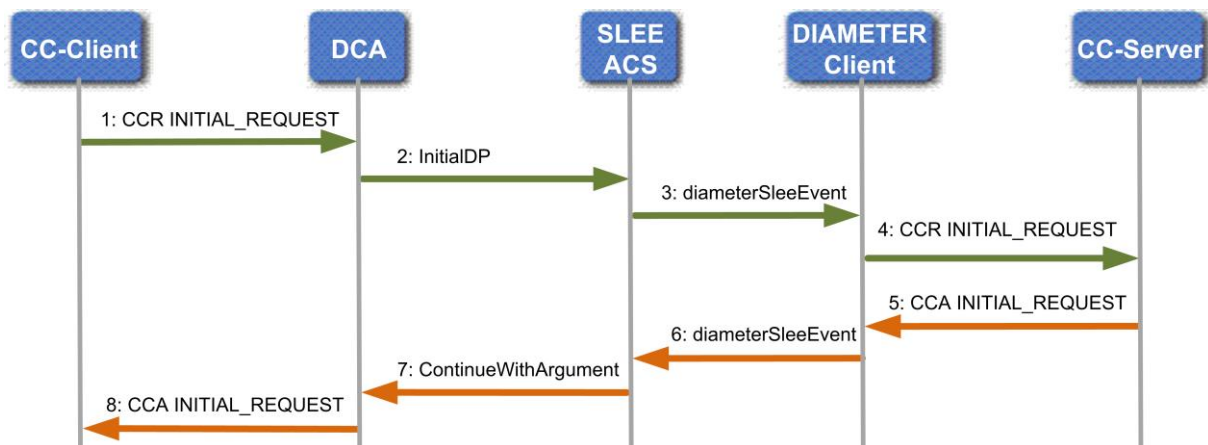 CC-Client
DCA
SLEE
ACS
DIAMETER
Client
CC-Server
1: CCR INITIAL_REQUEST
2: InitialDP
3: diameterSleeEvent
4: CCR INITIAL_REQUEST
5: CCA INITIAL_REQUEST
6: diameterSleeEvent
7: ContinueWithArgument
8: CCA INITIAL_REQUEST